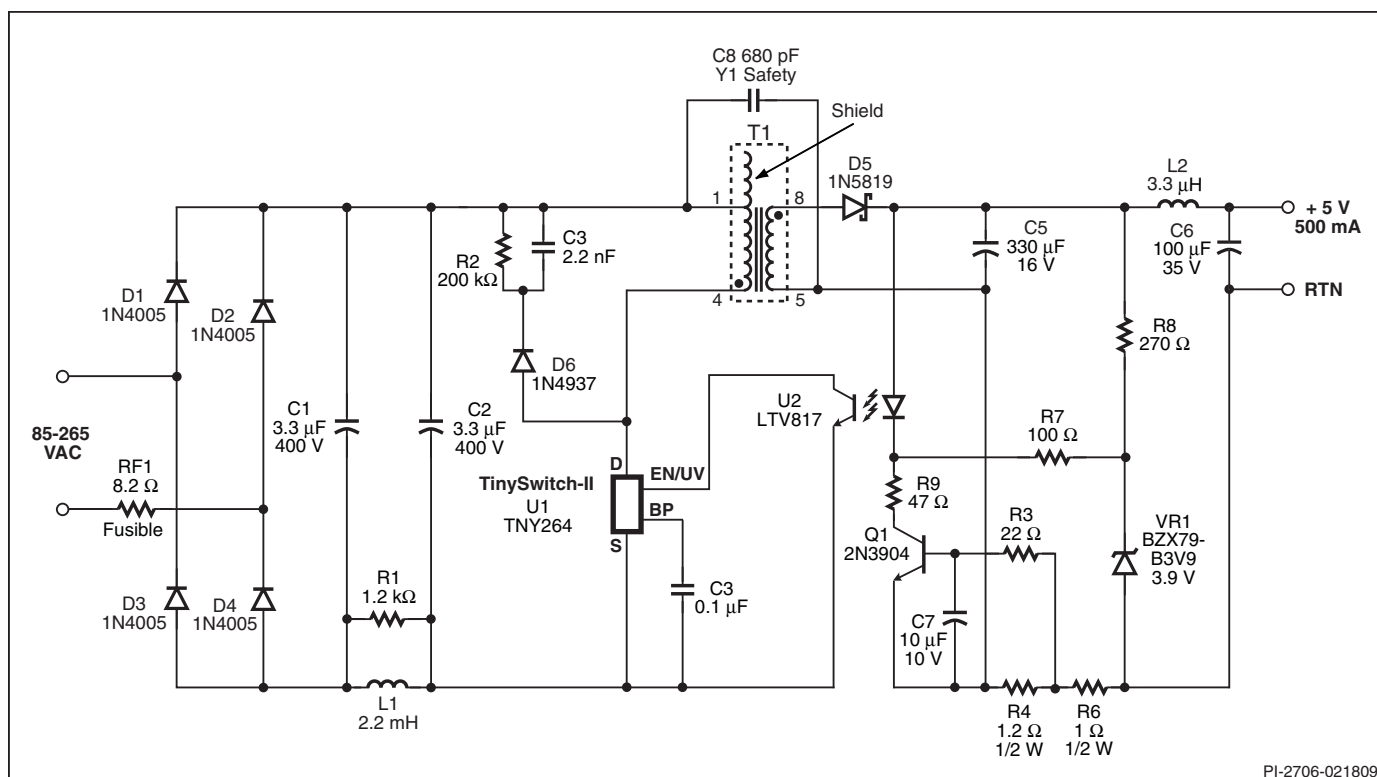 C8 680 pF
Y1 Safety
Shield
T1
D5
1N5819
L2
3.3 µH
1
8
+ 5 V
500 mA
C3
2.2 nF
R2
200 kΩ
C5
330 µF
16 V
C6
100 µF
35 V
D1
1N4005
D2
1N4005
4
5
RTN
R8
270 Ω
D6
1N4937
U2
LTV817
85-265
VAC
C1
3.3 µF
400 V
C2
3.3 µF
400 V
R7
100 Ω
RF1
8.2 Ω
Fusible
D
EN/UV
TinySwitch-II
U1
TNY264
BP
S
R9
47 Ω
Q1
2N3904
R3
22 Ω
VR1
BZX79-
B3V9
3.9 V
D3
1N4005
D4
1N4005
R1
1.2 kΩ
C3
0.1 µF
C7
10 µF
10 V
L1
2.2 mH
R4
1.2 Ω
1/2 W
R6
1 Ω
1/2 W
PI-2706-021809